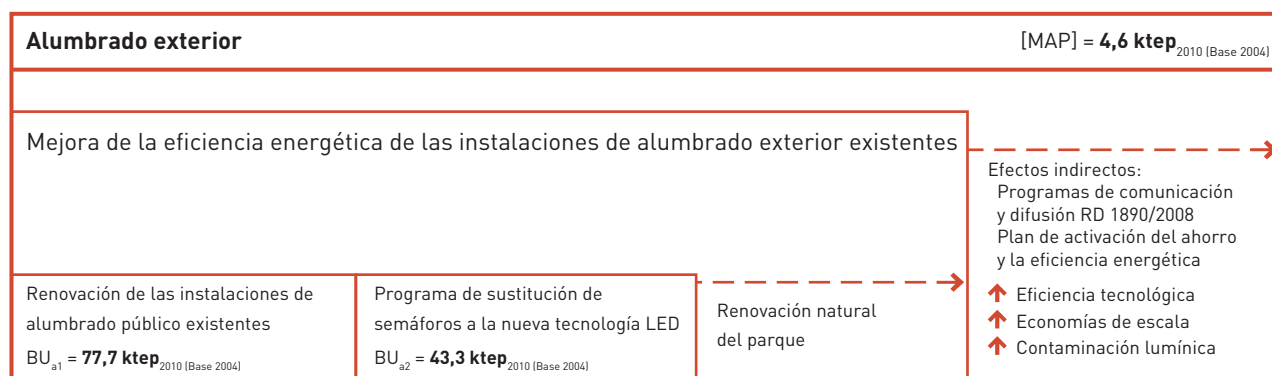 Alumbrado exterior
[MAP] = 4,6 ktep2010 (Base 2004)
Mejora de la eficiencia energética de las instalaciones de alumbrado exterior existentes
Efectos indirectos:
Programas de comunicación
y difusión RD 1890/2008
Plan de activación del ahorro
y la eficiencia energética
↑ Eficiencia tecnológica
↑ Economías de escala
↑ Contaminación lumínica
Renovación de las instalaciones de
alumbrado público existentes
BUa1 = 77,7 ktep2010 (Base 2004)
Programa de sustitución de
semáforos a la nueva tecnología LED
BUa2 = 43,3 ktep2010 (Base 2004)
Renovación natural
del parque